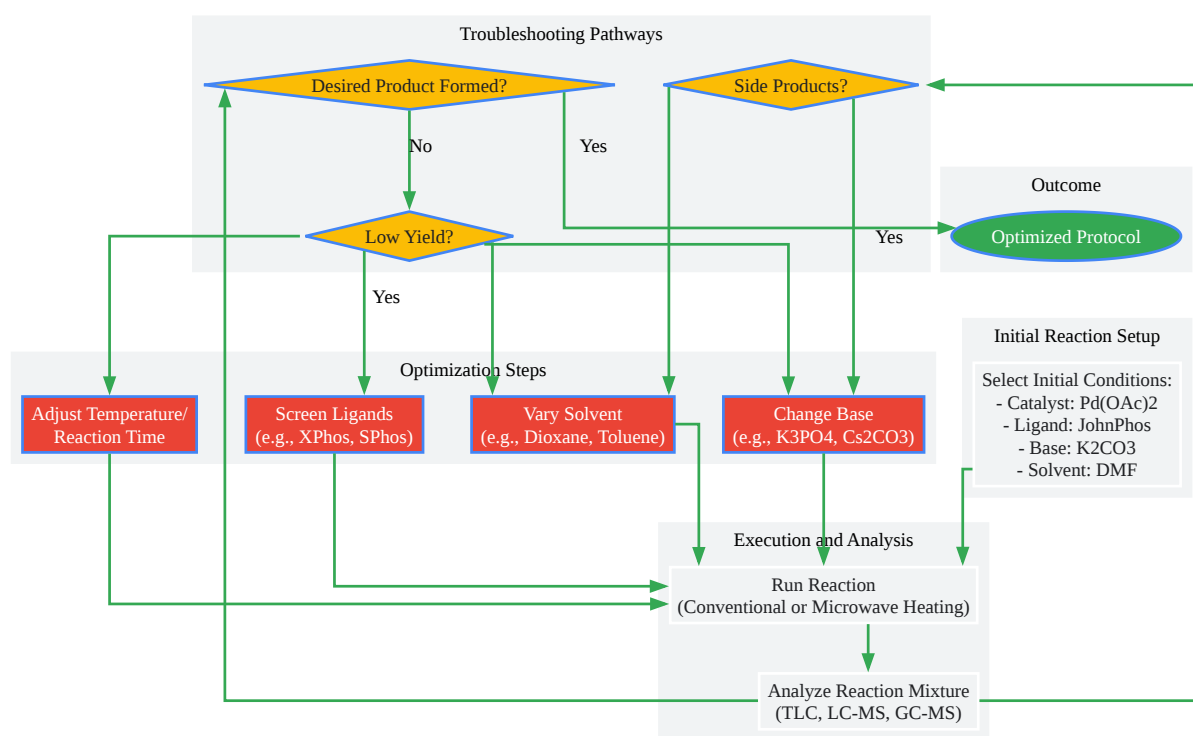 Troubleshooting Pathways
Desired Product Formed?
Side Products?
No
Yes
Outcome
Low Yield?
Yes
Optimized Protocol
Yes
Initial Reaction Setup
Optimization Steps
Select Initial Conditions:
- Catalyst: Pd(OAc)2
- Ligand: JohnPhos
- Base: K2CO3
- Solvent: DMF
Adjust Temperature/
Reaction Time
Screen Ligands
(e.g., XPhos, SPhos)
Vary Solvent
(e.g., Dioxane, Toluene)
Change Base
(e.g., K3PO4, Cs2CO3)
Execution and Analysis
Run Reaction
(Conventional or Microwave Heating)
Analyze Reaction Mixture
(TLC, LC-MS, GC-MS)